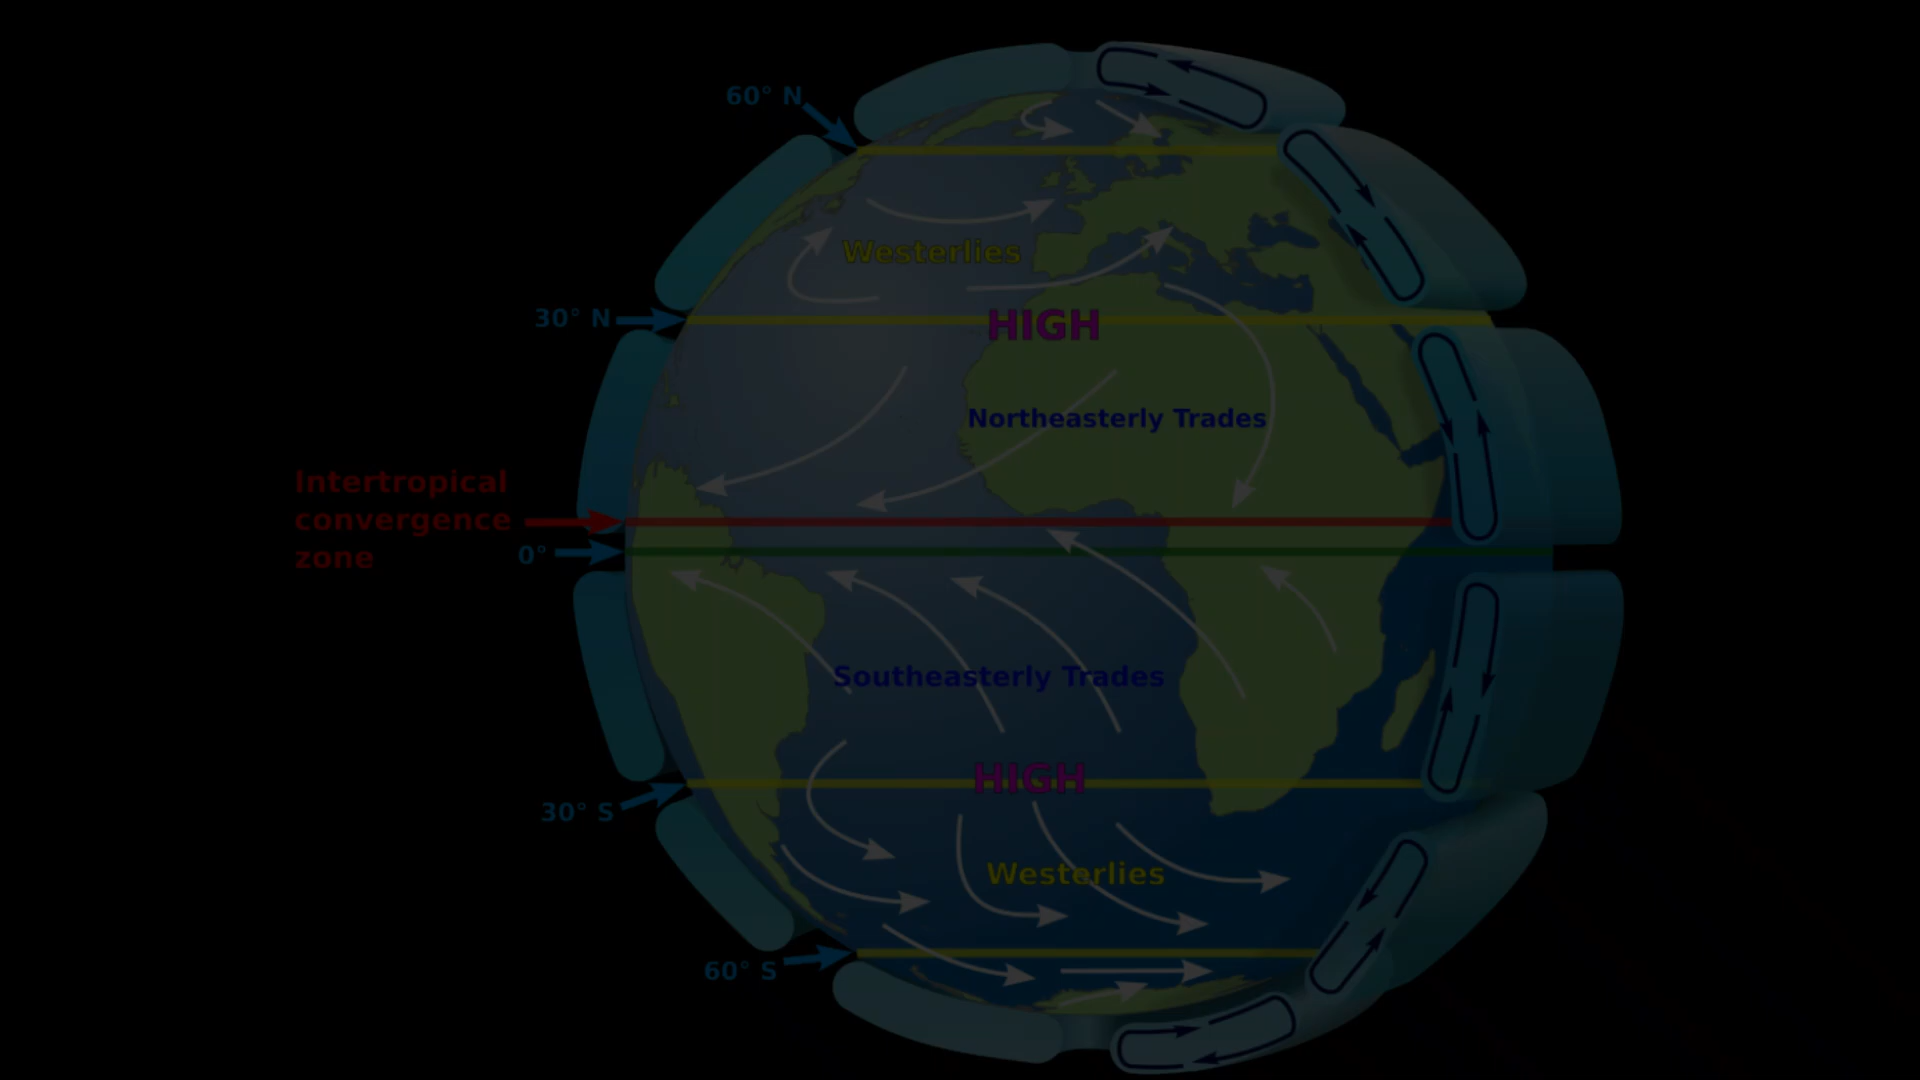 60° N
Westerlies
30° N
HIGH
Northeasterly Trades
Intertropical
convergence
zone
0°
Southeasterly Trades
HIGH
30° S
Westerlies
60° S